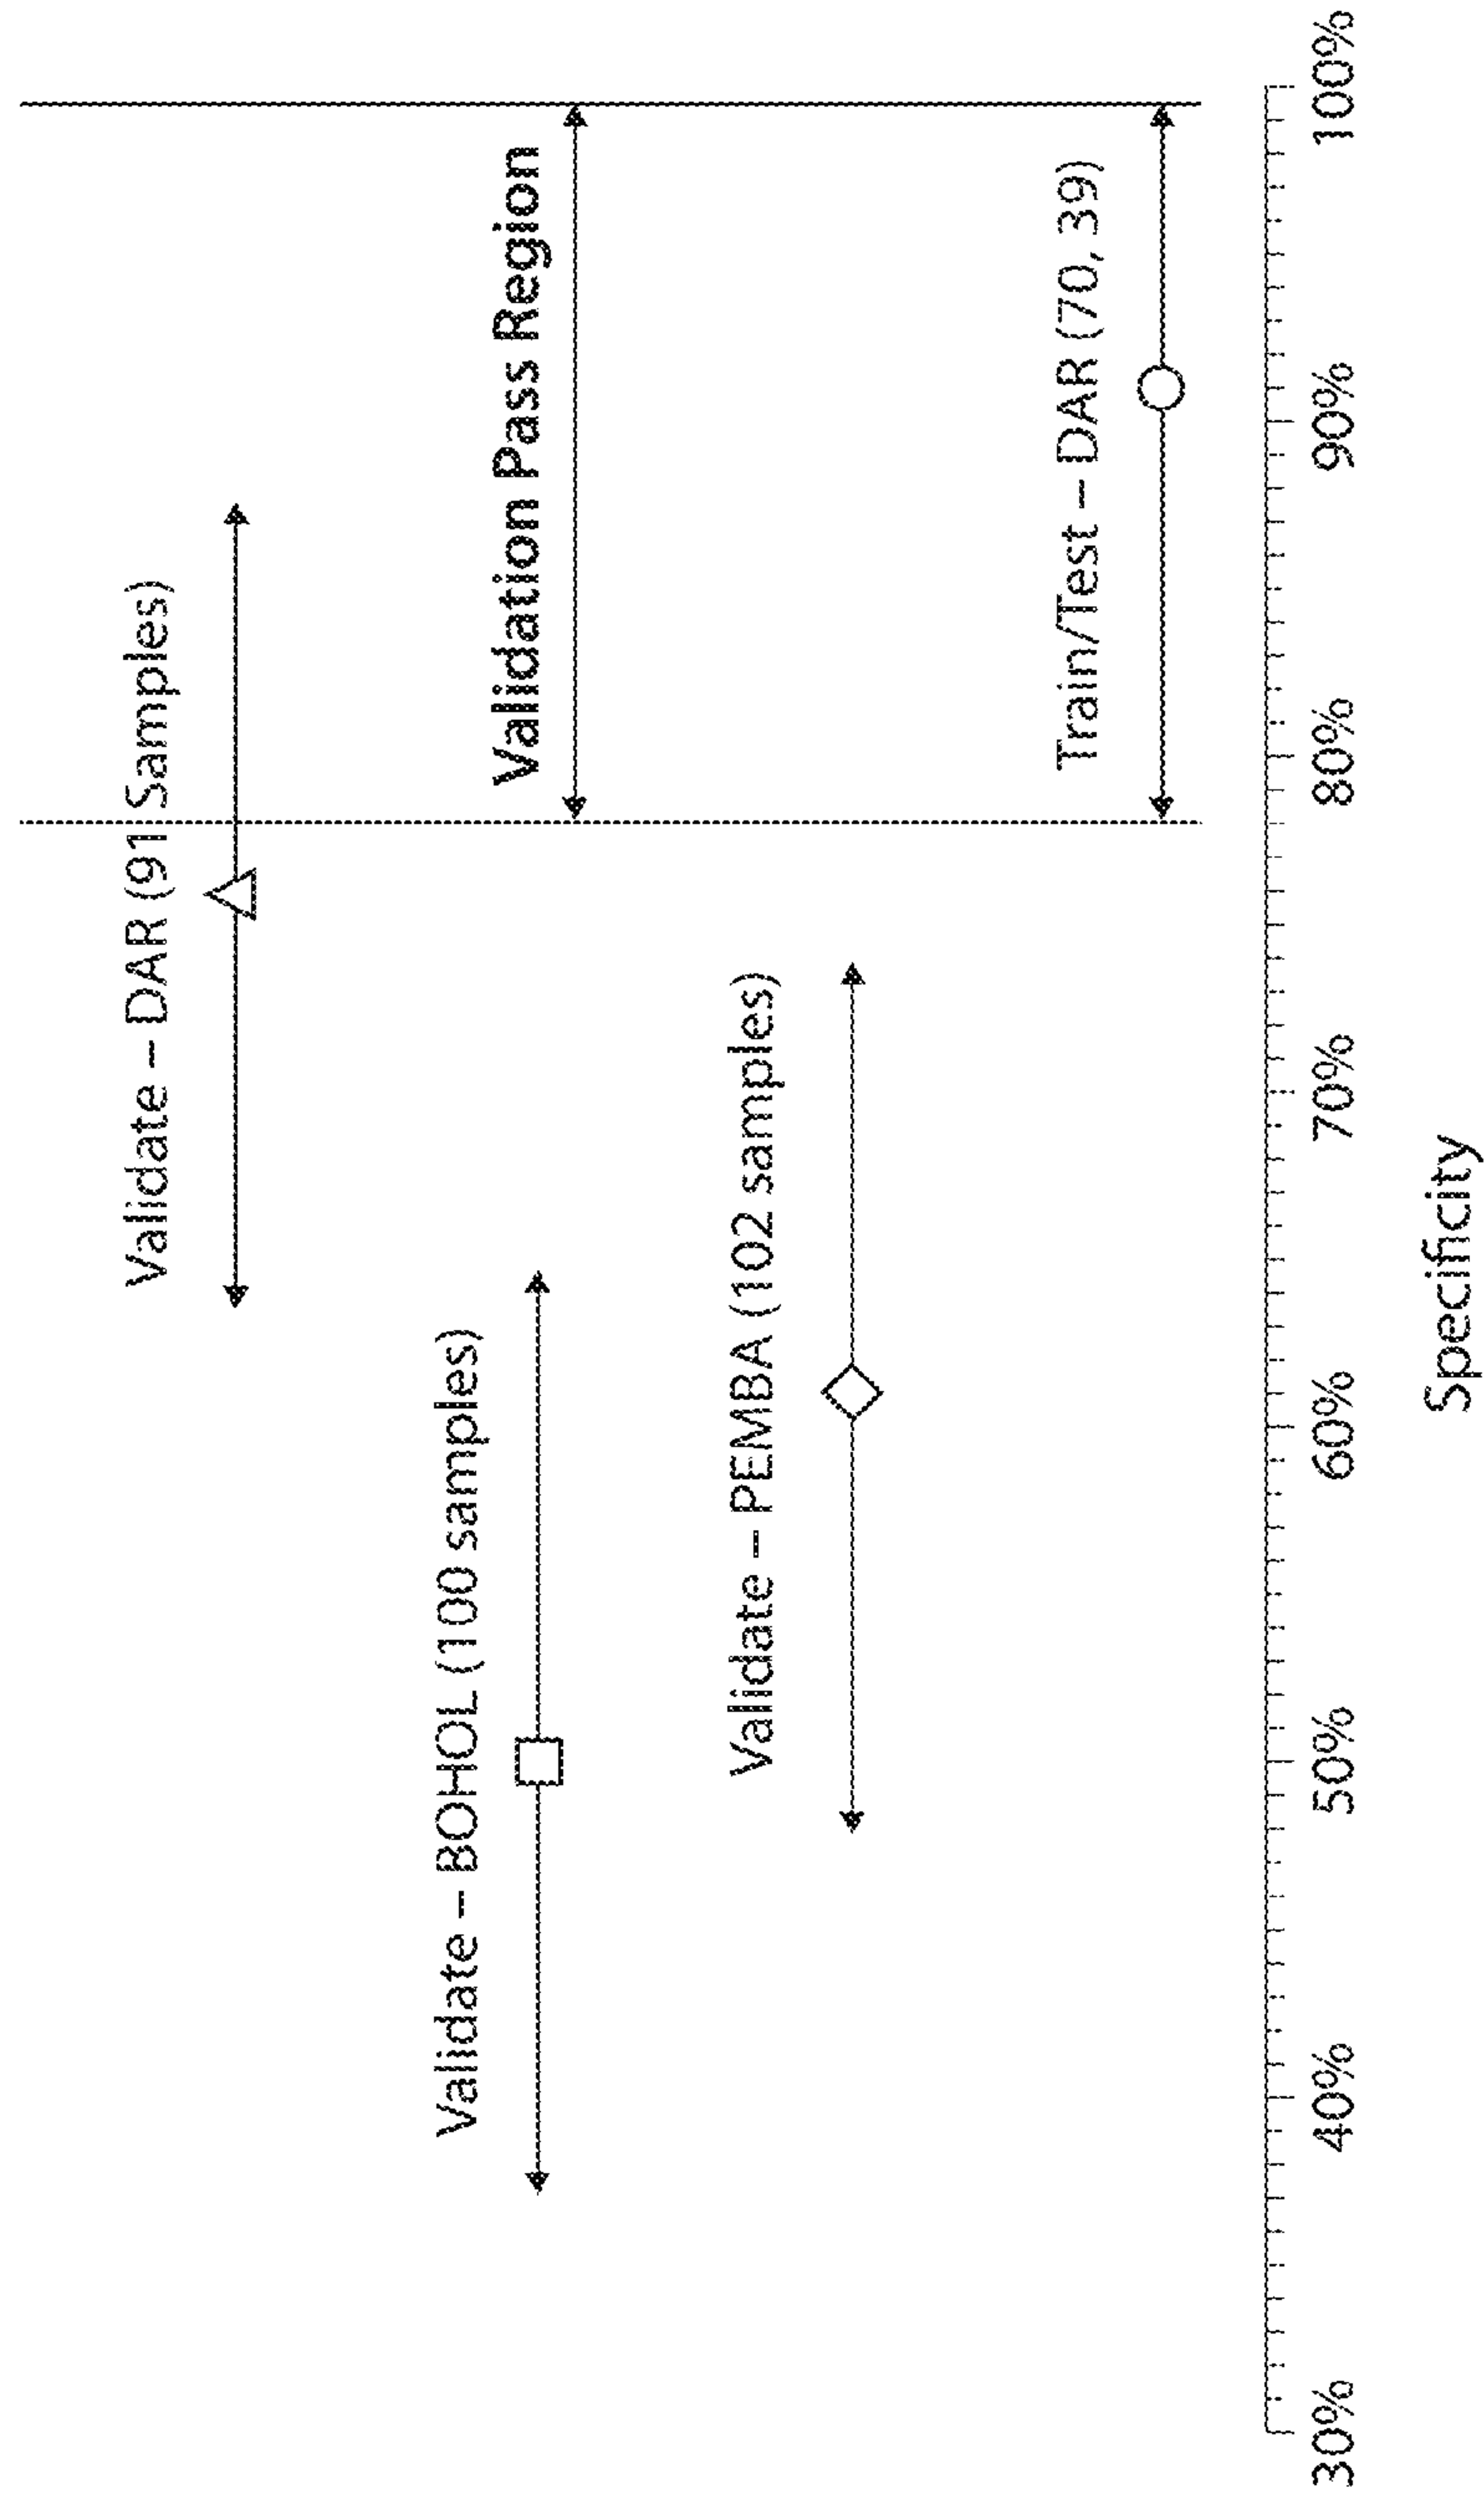 Validate – DAR (91 Samples)
Validation Pass Region
Validate – BOHOL (100 samples)
Validate – PEMBA (102 samples)
Train/Test – DAR (70, 39)
30% 40% 50% 60% 70% 80% 90% 100%
Specificity